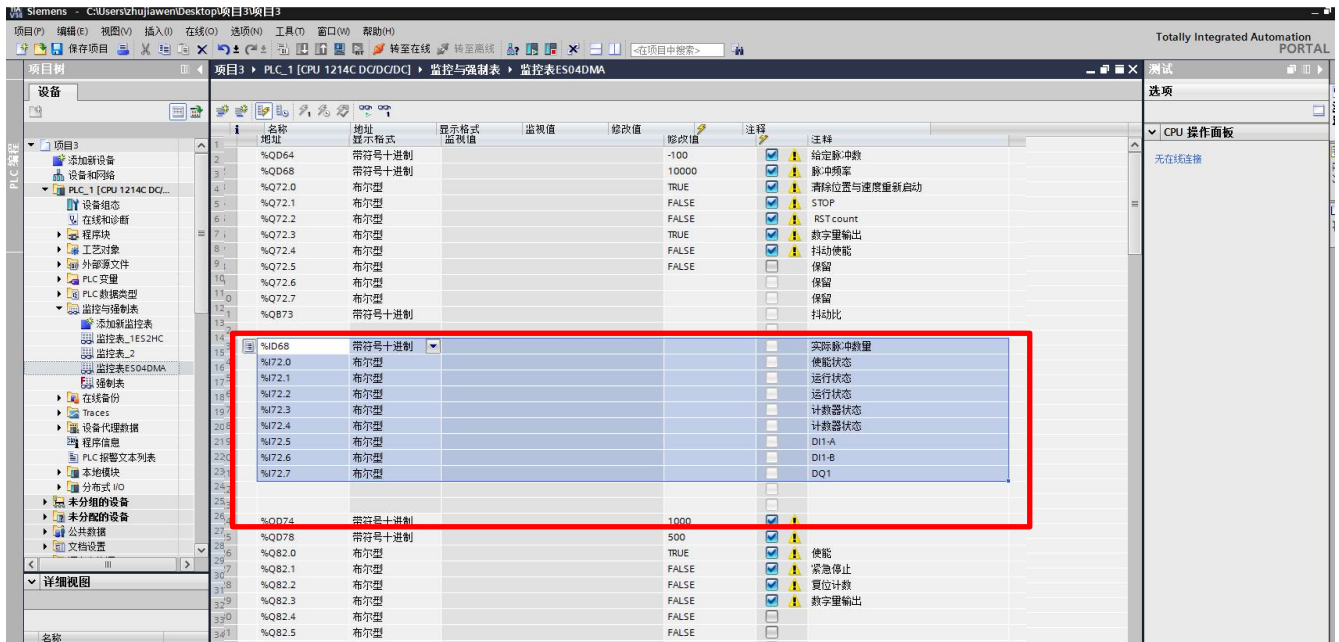 Siemens - C:\Users\zhujiawen\Desktop\项目3\项目3
项目(P) 编辑(E) 视图(V) 插入(I) 在线(O) 选项(N) 工具(T) 窗口(W) 帮助(H)
Totally Integrated Automation
PORTAL
保存项目 转至在线 转至离线 <在项目中搜索>
项目树
项目3 ▸ PLC_1 [CPU 1214C DC/DC/DC] ▸ 监控与强制表 ▸ 监控表ES04DMA
测试
设备
选项
PLC 编程
CPU 操作面板
无在线连接
项目3
添加新设备
设备和网络
PLC_1 [CPU 1214C DC/...
设备组态
在线和诊断
程序块
工艺对象
外部源文件
PLC 变量
PLC 数据类型
监控与强制表
添加新监控表
监控表_1ES2HC
监控表_2
监控表ES04DMA
强制表
在线备份
Traces
设备代理数据
程序信息
PLC 报警文本列表
本地模块
分布式 I/O
未分组的设备
未分配的设备
公共数据
文档设置
详细视图
名称
i 名称 地址 显示格式 监视值 修改值 注释
地址 显示格式 监视值 修改值 注释
%QD64 带符号十进制 -100 给定脉冲数
%QD68 带符号十进制 10000 脉冲频率
%Q72.0 布尔型 TRUE 清除位置与速度重新启动
%Q72.1 布尔型 FALSE STOP
%Q72.2 布尔型 FALSE RST count
%Q72.3 布尔型 TRUE 数字量输出
%Q72.4 布尔型 FALSE 抖动使能
%Q72.5 布尔型 FALSE 保留
%Q72.6 布尔型 保留
%Q72.7 布尔型 保留
%QB73 带符号十进制 抖动比
%ID68 带符号十进制 实际脉冲数量
%I72.0 布尔型 使能状态
%I72.1 布尔型 运行状态
%I72.2 布尔型 运行状态
%I72.3 布尔型 计数器状态
%I72.4 布尔型 计数器状态
%I72.5 布尔型 DI1-A
%I72.6 布尔型 DI1-B
%I72.7 布尔型 DQ1
%QD74 带符号十进制 1000
%QD78 带符号十进制 500
%Q82.0 布尔型 TRUE 使能
%Q82.1 布尔型 FALSE 紧急停止
%Q82.2 布尔型 FALSE 复位计数
%Q82.3 布尔型 FALSE 数字量输出
%Q82.4 布尔型 FALSE
%Q82.5 布尔型 FALSE